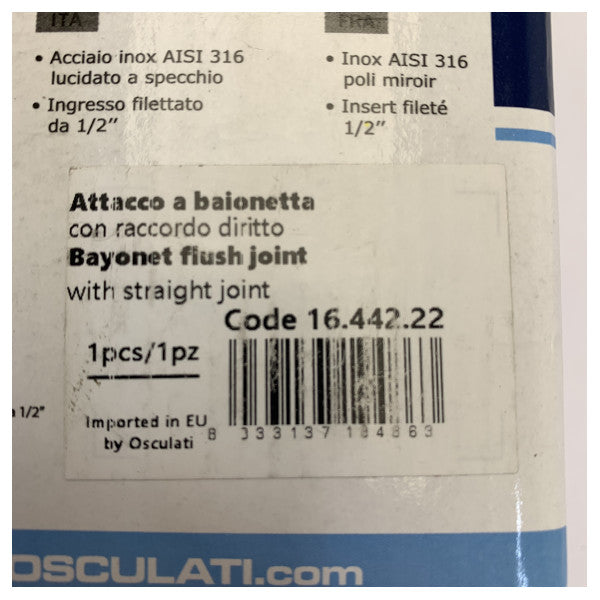 ITA
• Acciaio inox AISI 316
lucidato a specchio
• Ingresso filettato
da 1/2”
FRA
• Inox AISI 316
poli miroir
• Insert fileté
1/2”
Attacco a baionetta
con raccordo diritto
Bayonet flush joint
with straight joint
Code 16.442.22
1pcs/1pz
Imported in EU
by Osculati
8 033137 184863
1/2”
OSCULATI.com